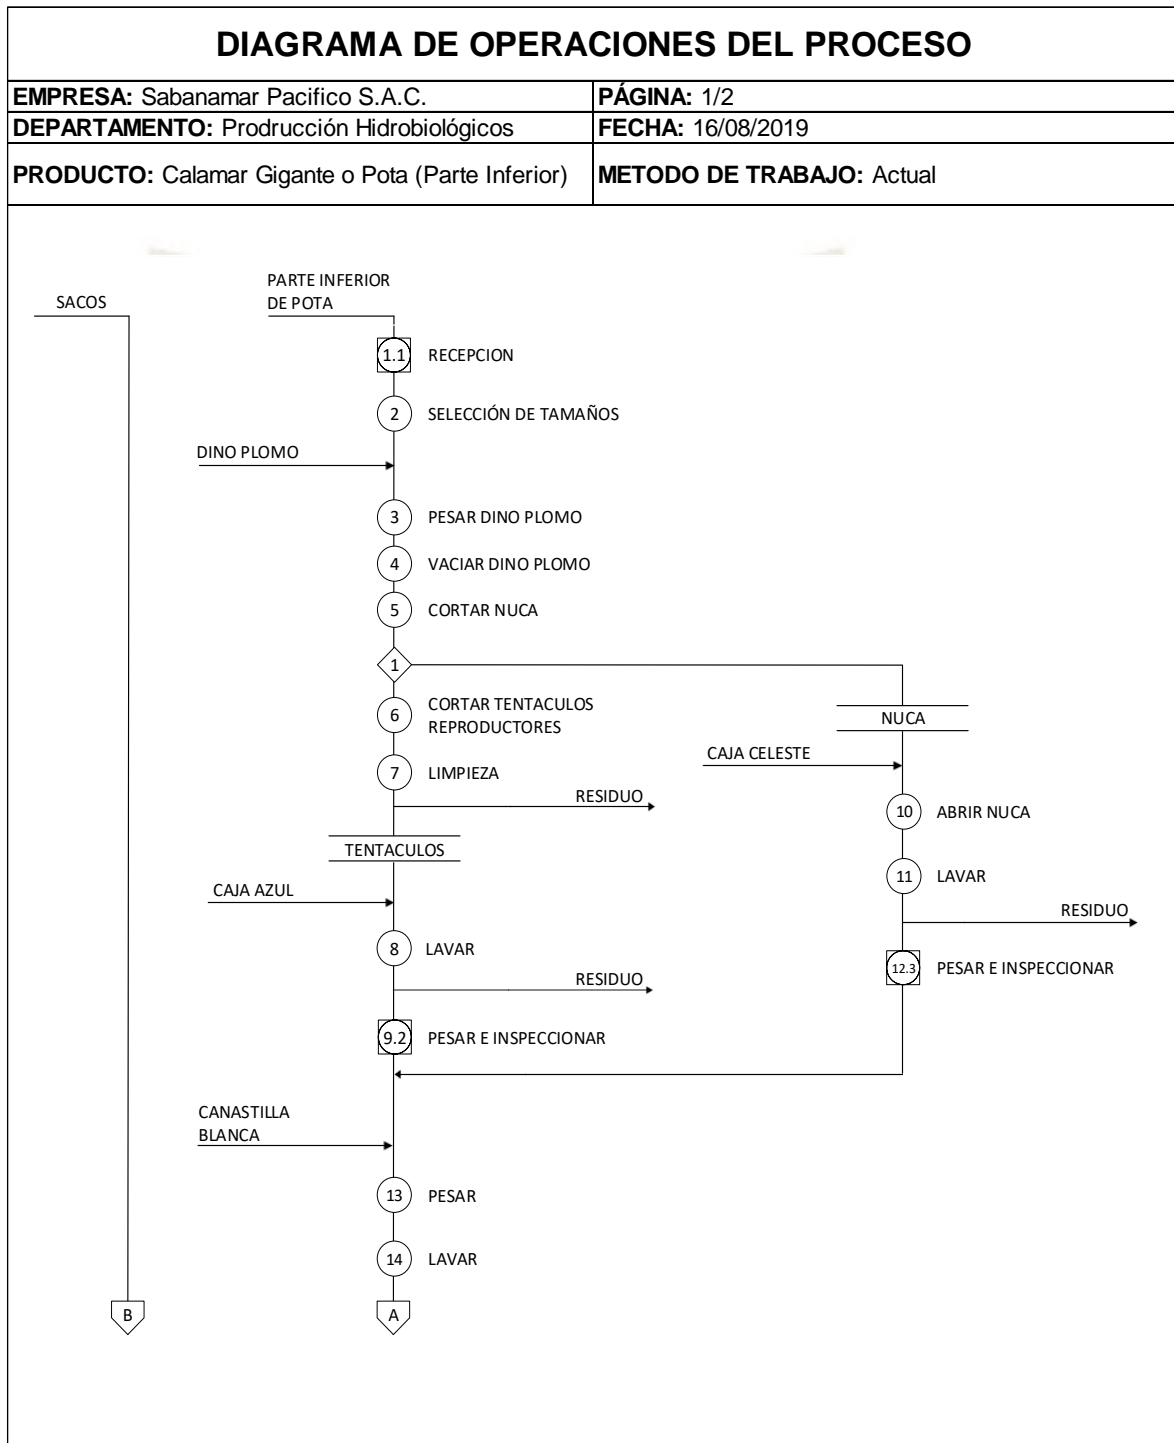 DIAGRAMA DE OPERACIONES DEL PROCESO
EMPRESA: Sabanamar Pacifico S.A.C.
PÁGINA: 1/2
DEPARTAMENTO: Prodrucción Hidrobiológicos
FECHA: 16/08/2019
PRODUCTO: Calamar Gigante o Pota (Parte Inferior)
METODO DE TRABAJO: Actual
SACOS
PARTE INFERIOR
DE POTA
1.1 RECEPCION
2 SELECCIÓN DE TAMAÑOS
DINO PLOMO
3 PESAR DINO PLOMO
4 VACIAR DINO PLOMO
5 CORTAR NUCA
1
6 CORTAR TENTACULOS
REPRODUCTORES
NUCA
CAJA CELESTE
7 LIMPIEZA
RESIDUO
10 ABRIR NUCA
TENTACULOS
11 LAVAR
CAJA AZUL
RESIDUO
8 LAVAR
12.3 PESAR E INSPECCIONAR
RESIDUO
9.2 PESAR E INSPECCIONAR
CANASTILLA
BLANCA
13 PESAR
14 LAVAR
B
A